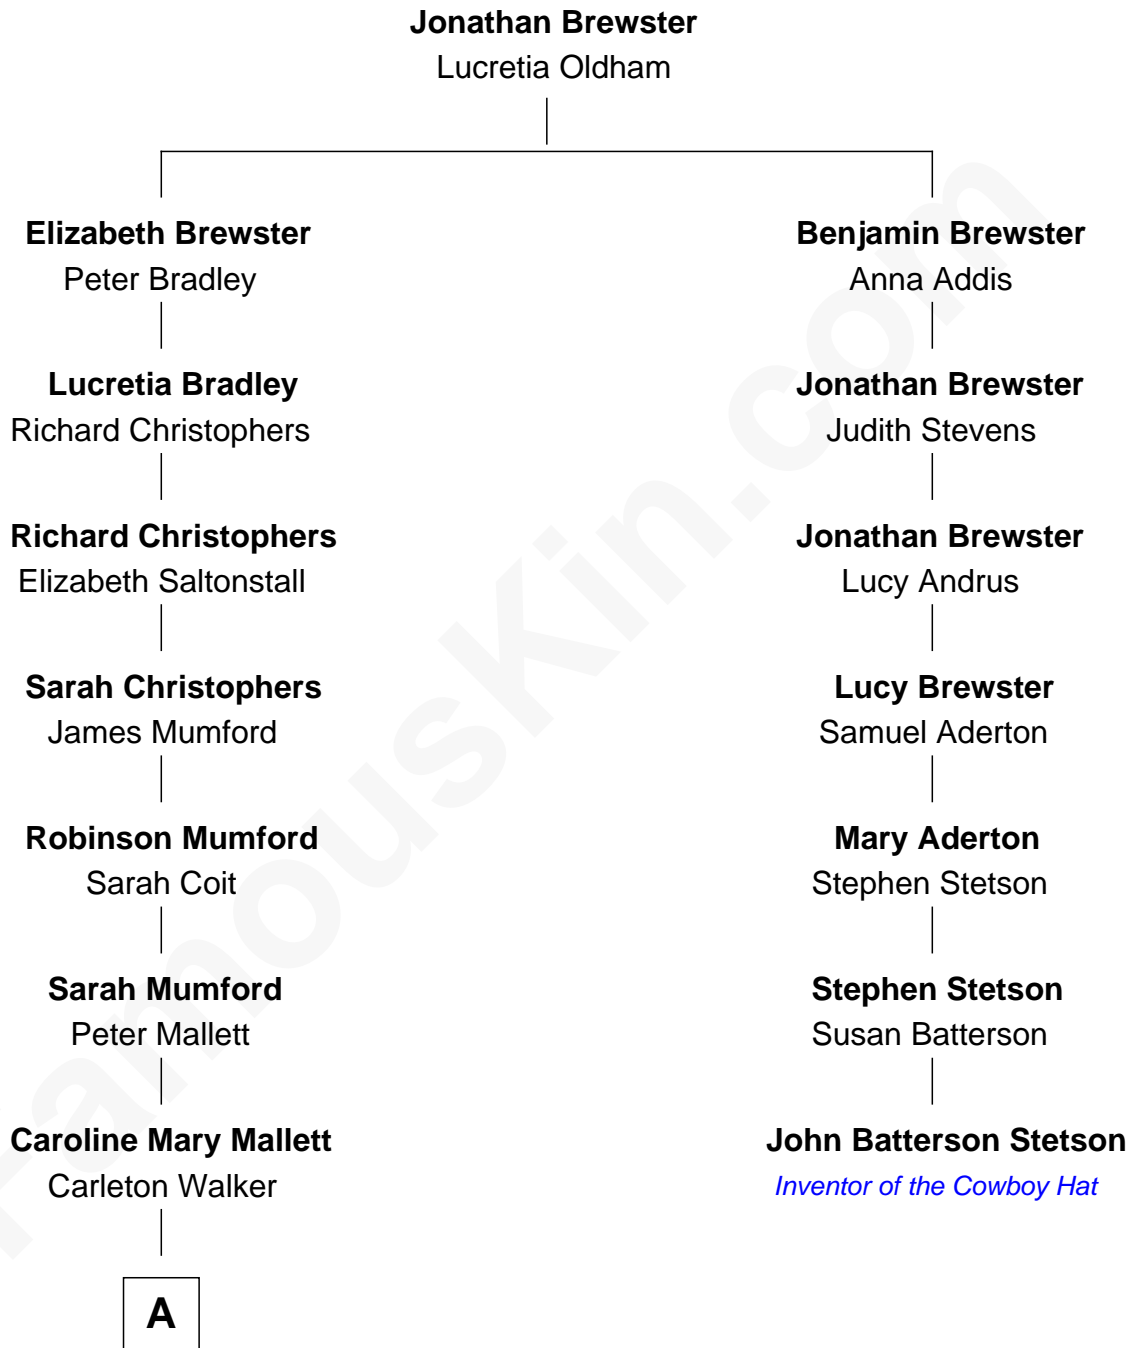 Jonathan Brewster
Lucretia Oldham
Elizabeth Brewster
Peter Bradley
Benjamin Brewster
Anna Addis
Lucretia Bradley
Richard Christophers
Jonathan Brewster
Judith Stevens
Richard Christophers
Elizabeth Saltonstall
Jonathan Brewster
Lucy Andrus
Sarah Christophers
James Mumford
Lucy Brewster
Samuel Aderton
Robinson Mumford
Sarah Coit
Mary Aderton
Stephen Stetson
Sarah Mumford
Peter Mallett
Stephen Stetson
Susan Batterson
Caroline Mary Mallett
Carleton Walker
John Batterson Stetson
Inventor of the Cowboy Hat
A
FamousKin.com